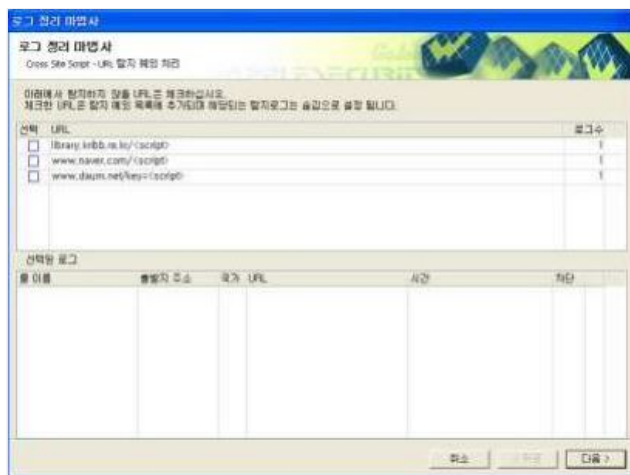 로그 정리 마법사
로그 정리 마법사
Cross Site Script - URL 탐지 예외 처리
아래에서 탐지하지 않을 URL은 체크하십시오.
체크한 URL은 탐지 예외 목록에 추가되며 해당되는 탐지로그는 숨김으로 설정 됩니다.
선택 URL 로그수
library.kribb.re.kr/<script> 1
www.naver.com/<script> 1
www.daum.net/key=<script> 1
선택된 로그
룰 이름 출발지 주소 국가 URL 시간 차단
취소 다음 >